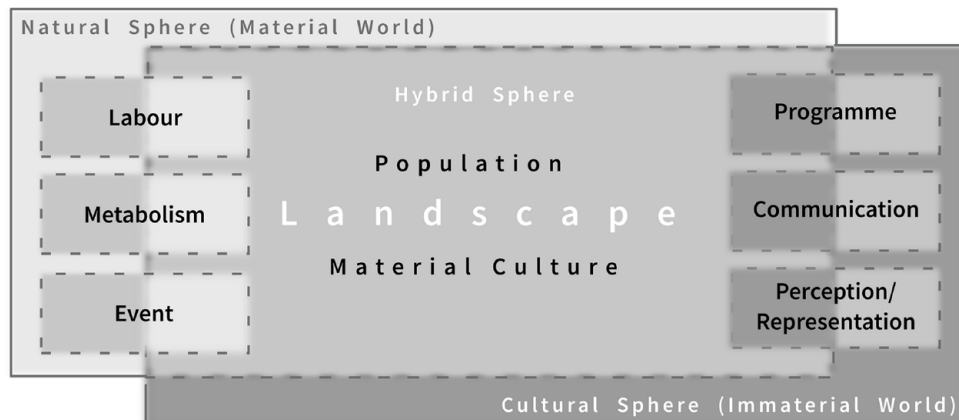 Natural Sphere (Material World)
Hybrid Sphere
Labour
Programme
Population
Metabolism
Landscape
Communication
Material Culture
Event
Perception/
Representation
Cultural Sphere (Immaterial World)